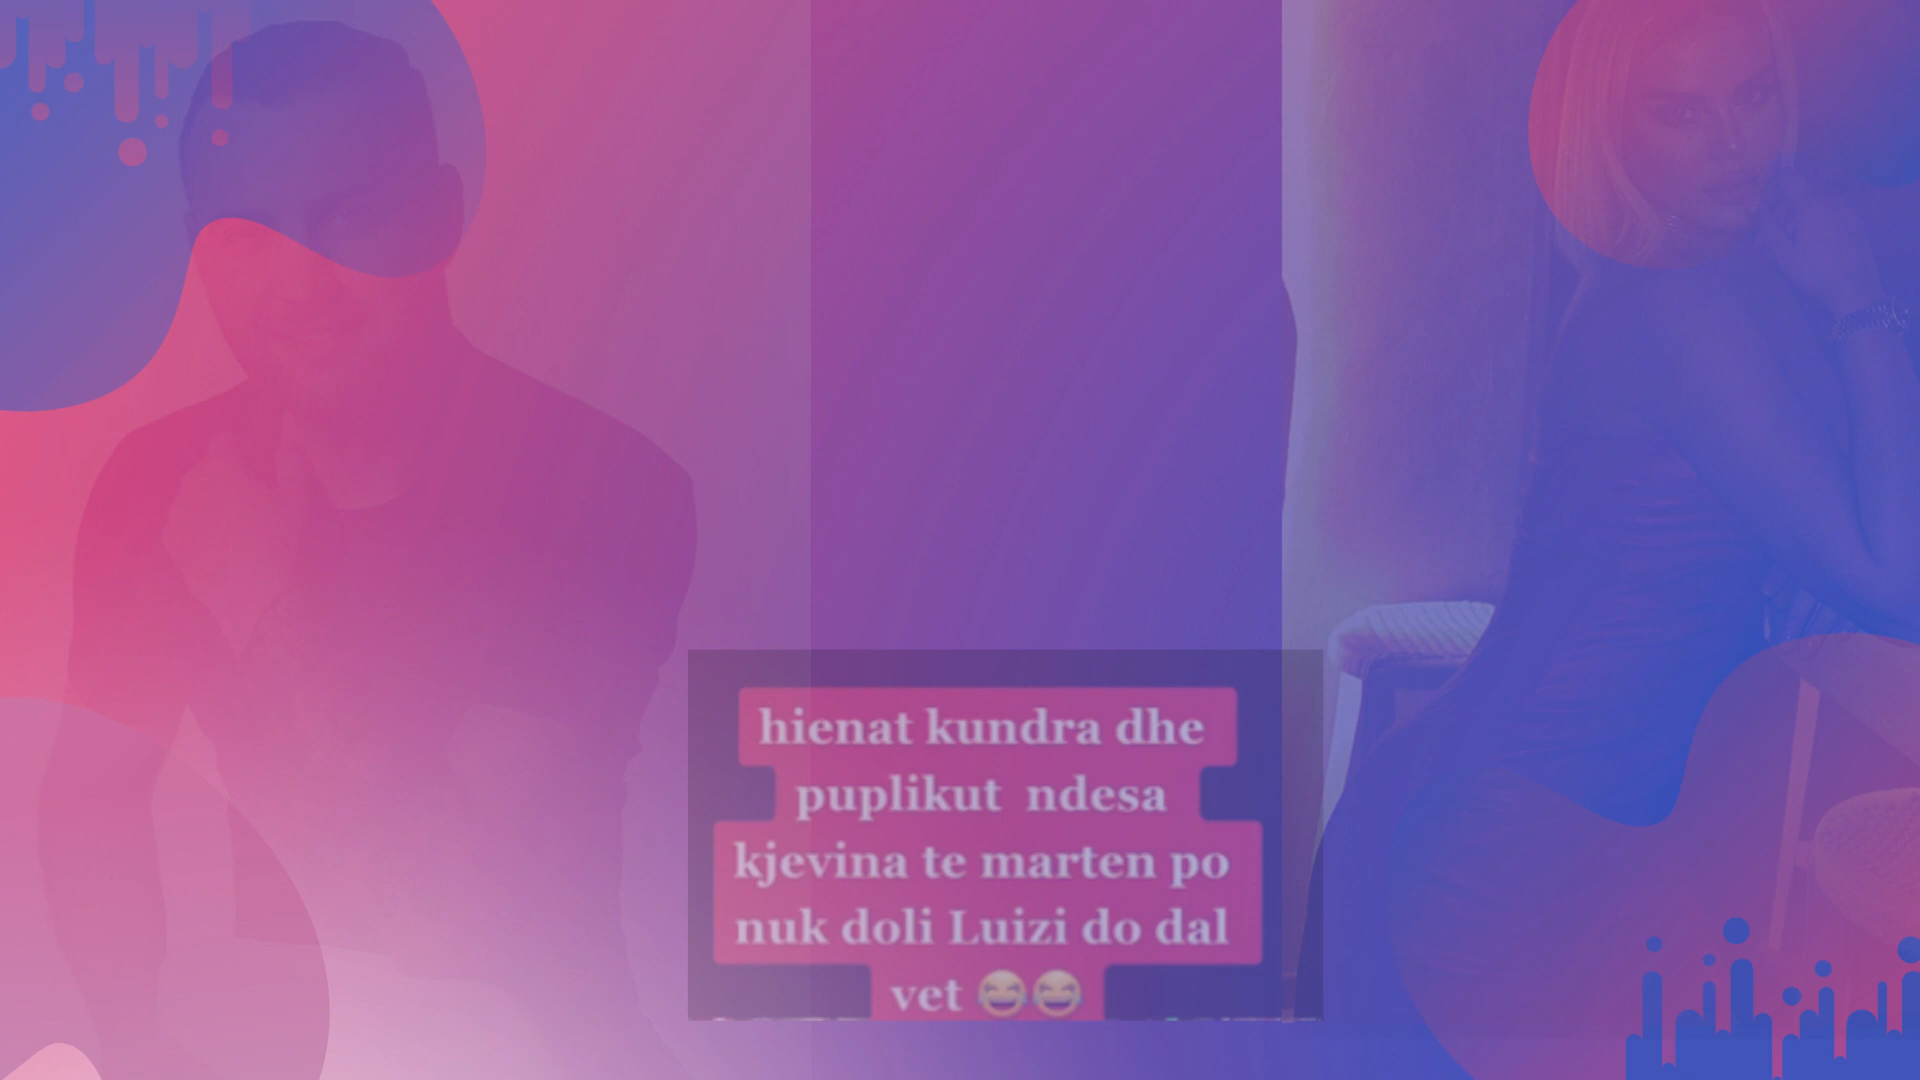 hienat kundra dhe
puplikut ndesa
kjevina te marten po
nuk doli Luizi do dal
vet 😂😂